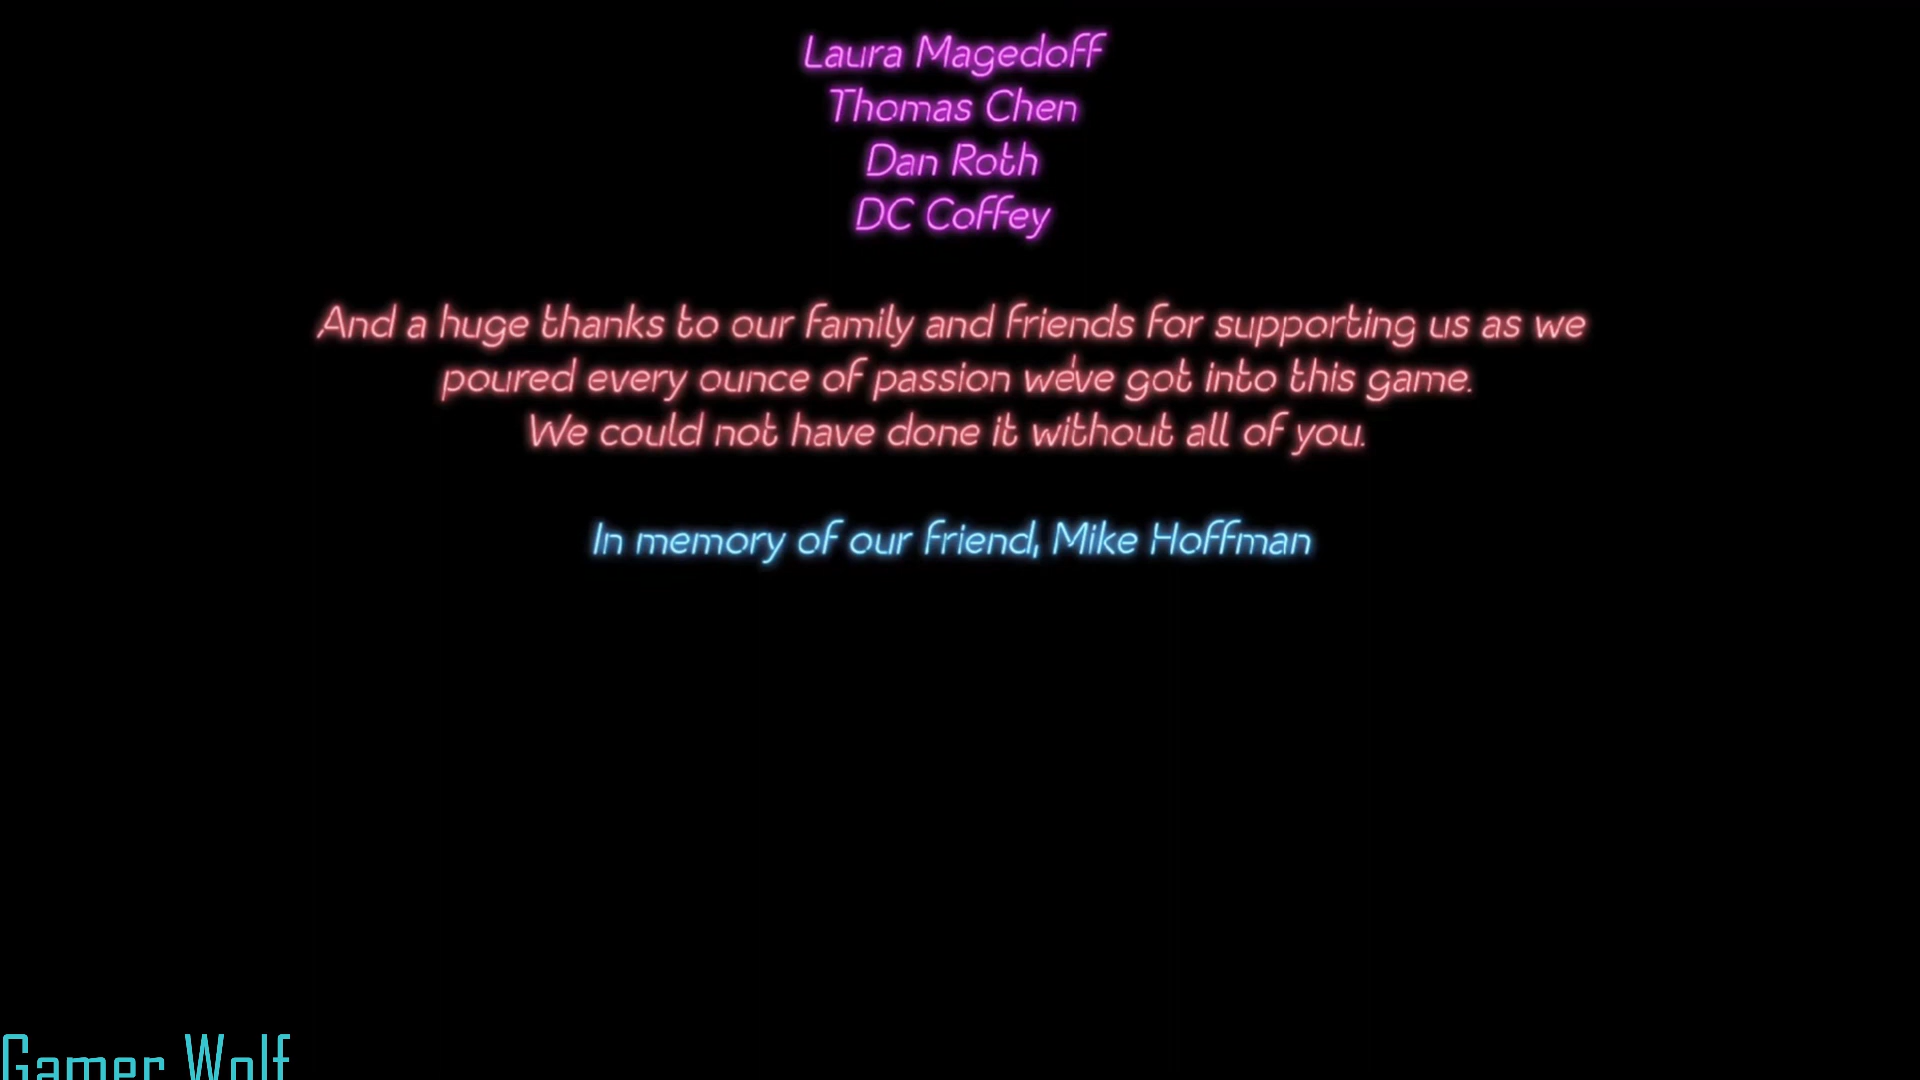 Laura Magedoff
Thomas Chen
Dan Roth
DC Coffey
And a huge thanks to our family and friends for supporting us as we
poured every ounce of passion we've got into this game.
We could not have done it without all of you.
In memory of our friend, Mike Hoffman
Gamer Wolf